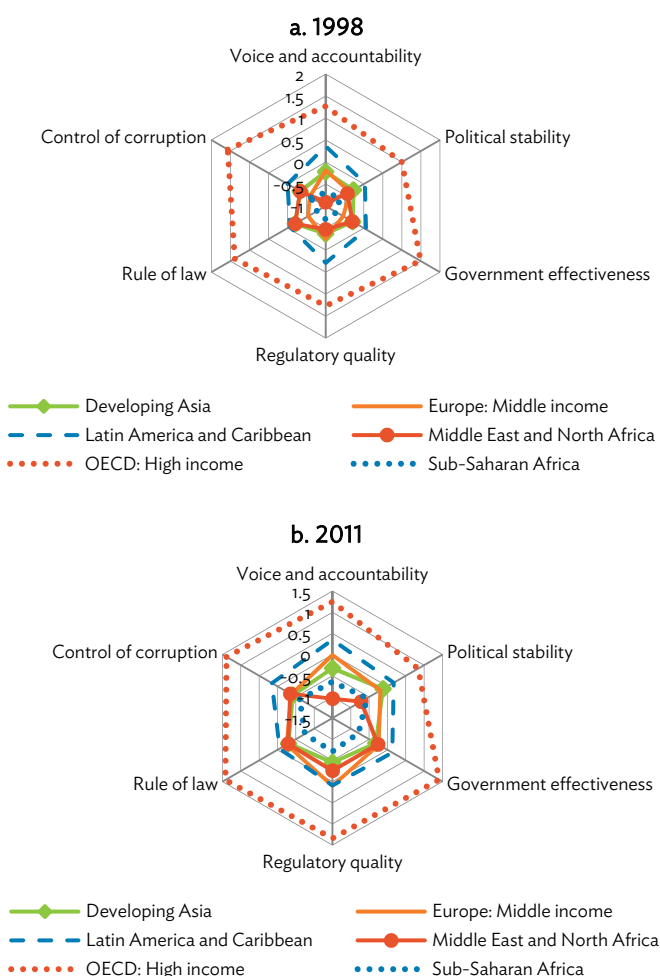 a. 1998
Voice and accountability
2
1.5
1
0.5
0
−0.5
−1
Control of corruption
Political stability
Rule of law
Government effectiveness
Regulatory quality
Developing Asia
Europe: Middle income
Latin America and Caribbean
Middle East and North Africa
OECD: High income
Sub-Saharan Africa
b. 2011
Voice and accountability
1.5
1
0.5
0
−0.5
−1
−1.5
Control of corruption
Political stability
Rule of law
Government effectiveness
Regulatory quality
Developing Asia
Europe: Middle income
Latin America and Caribbean
Middle East and North Africa
OECD: High income
Sub-Saharan Africa